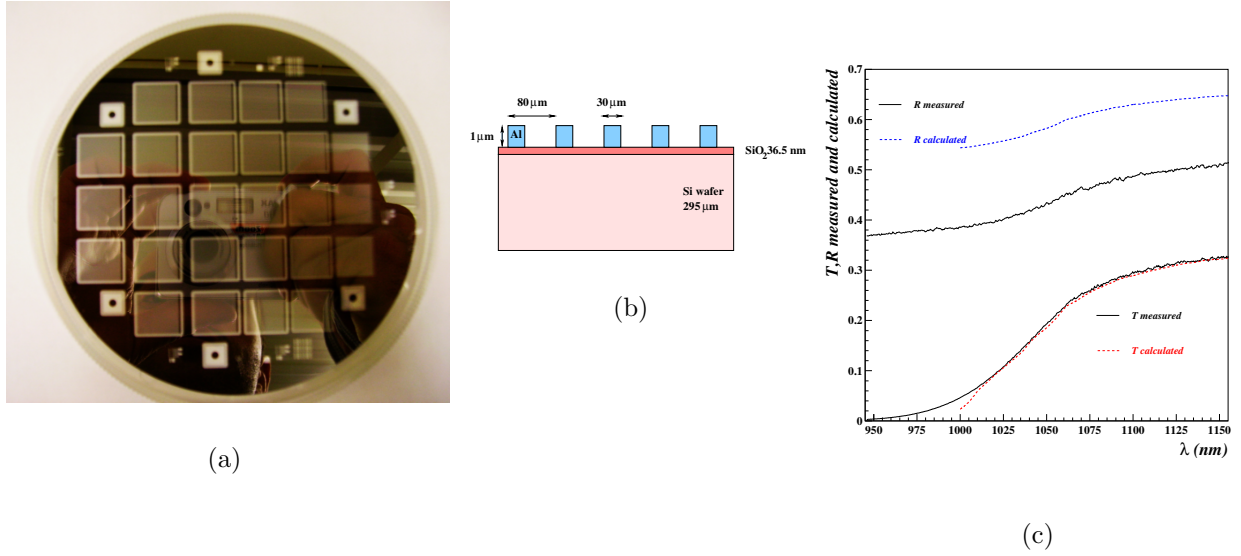 80 µm
30 µm
1 µm
Al
SiO2 36.5 nm
Si wafer
295 µm
(a)
(b)
T,R measured and calculated
0.7
0.6
0.5
0.4
0.3
0.2
0.1
0
R measured
R calculated
T measured
T calculated
950 975 1000 1025 1050 1075 1100 1125 1150
λ (nm)
(c)